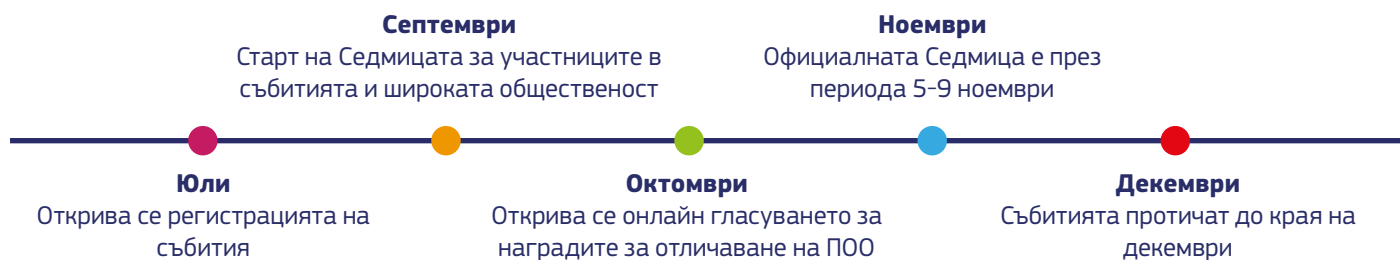 Септември
Старт на Седмицата за участниците в
събитията и широката общественост
Ноември
Официалната Седмица е през
периода 5-9 ноември
Юли
Открива се регистрацията на
събития
Октомври
Открива се онлайн гласуването за
наградите за отличаване на ПОО
Декември
Събитията протичат до края на
декември